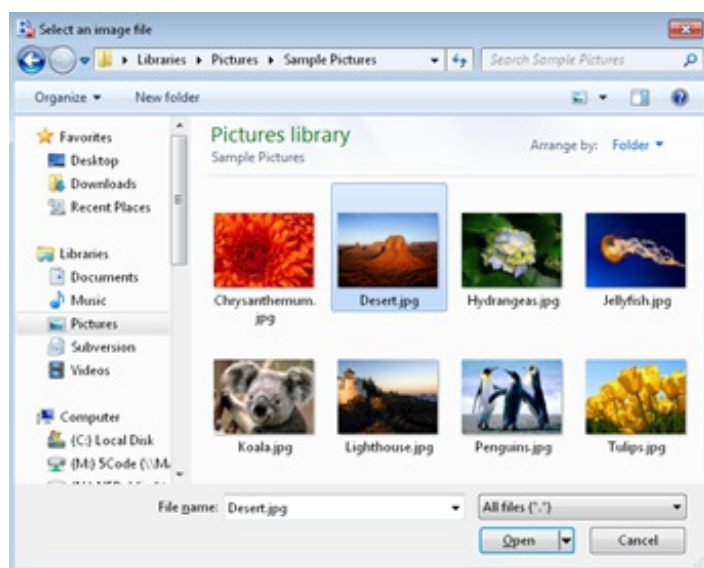 Select an image file
Libraries Pictures Sample Pictures
Search Sample Pictures
Organize New folder
Favorites
Desktop
Downloads
Recent Places
Libraries
Documents
Music
Pictures
Subversion
Videos
Computer
(C:) Local Disk
(M:) 5Code (\\M
Pictures library
Sample Pictures
Arrange by: Folder
Chrysanthemum.
jpg
Desert.jpg
Hydrangeas.jpg
Jellyfish.jpg
Koala.jpg
Lighthouse.jpg
Penguins.jpg
Tulips.jpg
File name: Desert.jpg
All files (*.*)
Open
Cancel